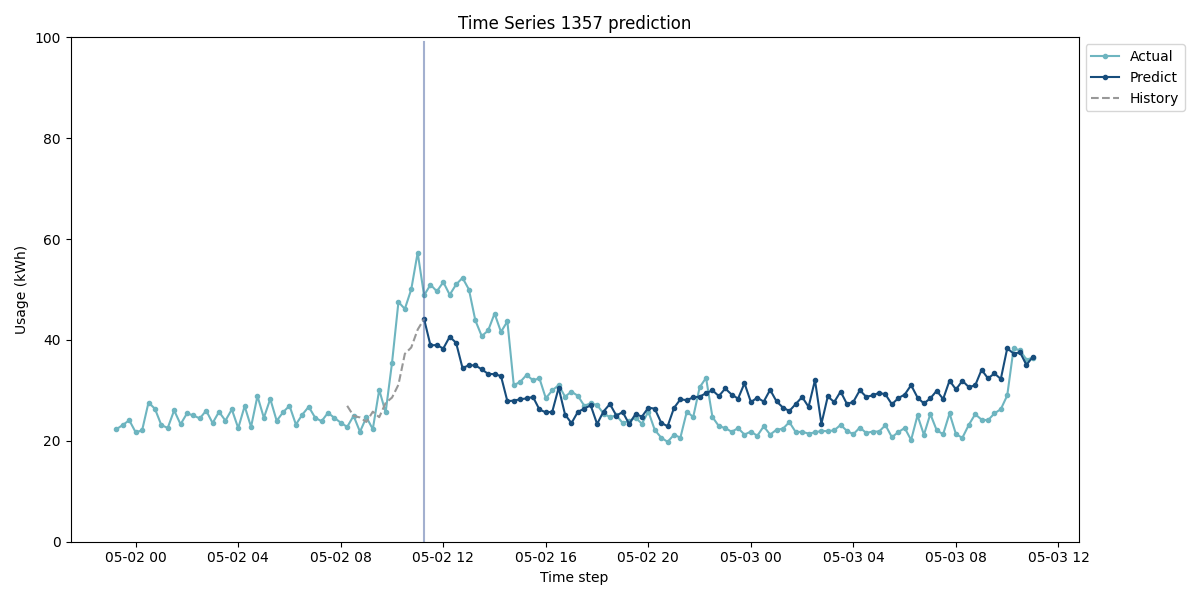 Time Series 1357 prediction
Usage (kWh)
100
80
60
40
20
0
05-02 00
05-02 04
05-02 08
05-02 12
05-02 16
05-02 20
05-03 00
05-03 04
05-03 08
05-03 12
Time step
Actual
Predict
History